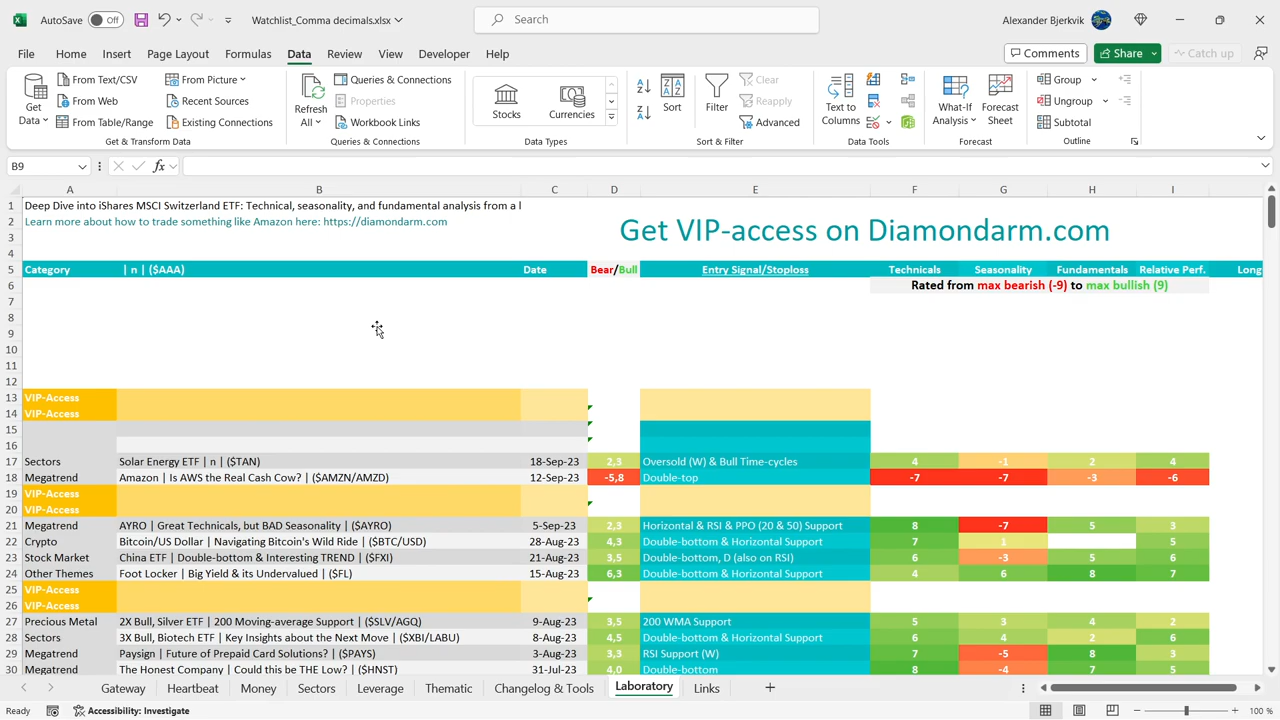 AutoSave Off Watchlist_Comma decimals.xlsx Search Alexander Bjerkvik
File Home Insert Page Layout Formulas Data Review View Developer Help Comments Share Catch up
Get Data From Text/CSV From Web From Table/Range From Picture Recent Sources Existing Connections
Refresh All Queries & Connections Properties Workbook Links
Stocks Currencies
Sort Filter Clear Reapply Advanced
Text to Columns
What-If Analysis Forecast Sheet
Group Ungroup Subtotal
Get & Transform Data Queries & Connections Data Types Sort & Filter Data Tools Forecast Outline
B9 fx
A B C D E F G H I
1 Deep Dive into iShares MSCI Switzerland ETF: Technical, seasonality, and fundamental analysis from a l
2 Learn more about how to trade something like Amazon here: https://diamondarm.com
Get VIP-access on Diamondarm.com
3
4
5 Category | n | ($AAA) Date Bear/Bull Entry Signal/Stoploss Technicals Seasonality Fundamentals Relative Perf. Long
6 Rated from max bearish (-9) to max bullish (9)
7
8
9
10
11
12
13 VIP-Access
14 VIP-Access
15
16
17 Sectors Solar Energy ETF | n | ($TAN) 18-Sep-23 2,3 Oversold (W) & Bull Time-cycles 4 -1 2 4
18 Megatrend Amazon | Is AWS the Real Cash Cow? | ($AMZN/AMZD) 12-Sep-23 -5,8 Double-top -7 -7 -3 -6
19 VIP-Access
20 VIP-Access
21 Megatrend AYRO | Great Technicals, but BAD Seasonality | ($AYRO) 5-Sep-23 2,3 Horizontal & RSI & PPO (20 & 50) Support 8 -7 5 3
22 Crypto Bitcoin/US Dollar | Navigating Bitcoin's Wild Ride | ($BTC/USD) 28-Aug-23 4,3 Double-bottom & Horizontal Support 7 1 5
23 Stock Market China ETF | Double-bottom & Interesting TREND | ($FXI) 21-Aug-23 3,5 Double-bottom, D (also on RSI) 6 -3 5 6
24 Other Themes Foot Locker | Big Yield & its Undervalued | ($FL) 15-Aug-23 6,3 Double-bottom & Horizontal Support 4 6 8 7
25 VIP-Access
26 VIP-Access
27 Precious Metal 2X Bull, Silver ETF | 200 Moving-average Support | ($SLV/AGQ) 9-Aug-23 3,5 200 WMA Support 5 3 4 2
28 Sectors 3X Bull, Biotech ETF | Key Insights about the Next Move | ($XBI/LABU) 8-Aug-23 4,5 Double-bottom & Horizontal Support 6 4 2 6
29 Megatrend Paysign | Future of Prepaid Card Solutions? | ($PAYS) 3-Aug-23 3,3 RSI Support (W) 7 -5 8 3
30 Megatrend The Honest Company | Could this be THE Low? | ($HNST) 31-Jul-23 4,0 Double-bottom 8 -4 7 5
Gateway Heartbeat Money Sectors Leverage Thematic Changelog & Tools Laboratory Links
Ready Accessibility: Investigate 100 %